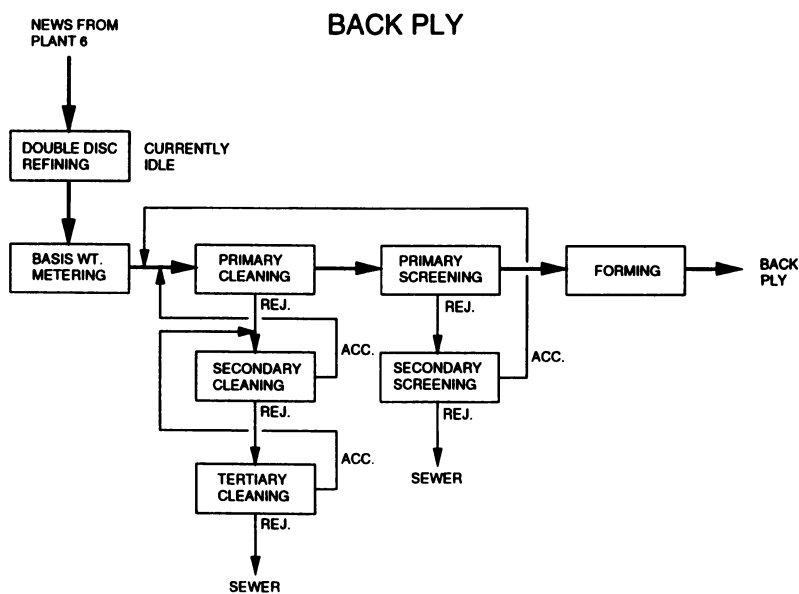 BACK PLY
NEWS FROM
PLANT 6
DOUBLE DISC
REFINING
CURRENTLY
IDLE
BASIS WT.
METERING
PRIMARY
CLEANING
PRIMARY
SCREENING
FORMING
BACK
PLY
REJ.
REJ.
ACC.
ACC.
SECONDARY
CLEANING
SECONDARY
SCREENING
REJ.
REJ.
ACC.
SEWER
TERTIARY
CLEANING
REJ.
SEWER